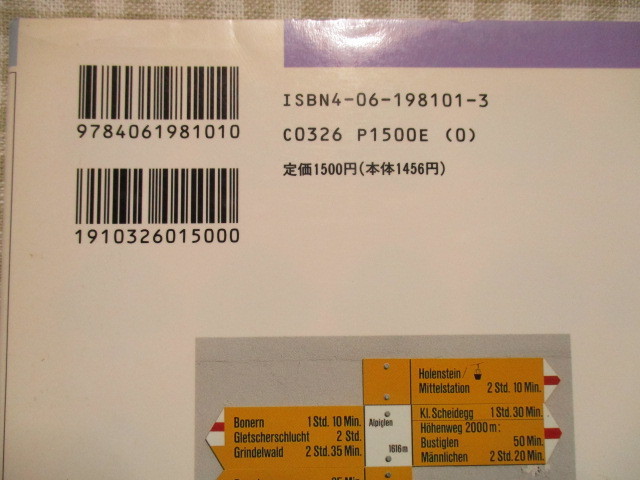 9784061981010
1910326015000
ISBN4-06-198101-3
C0326 P1500E (0)
定価1500円(本体1456円)
Bonern 1 Std. 10 Min.
Gletscherschlucht 2 Std.
Grindelwald 2 Std. 35 Min.
Alpiglen
1616m
Holenstein/
Mittelstation 2 Std. 10 Min.
Kl. Scheidegg 1 Std. 30 Min.
Höhenweg 2000 m:
Bustiglen 50 Min.
Männlichen 2 Std. 20 Min.